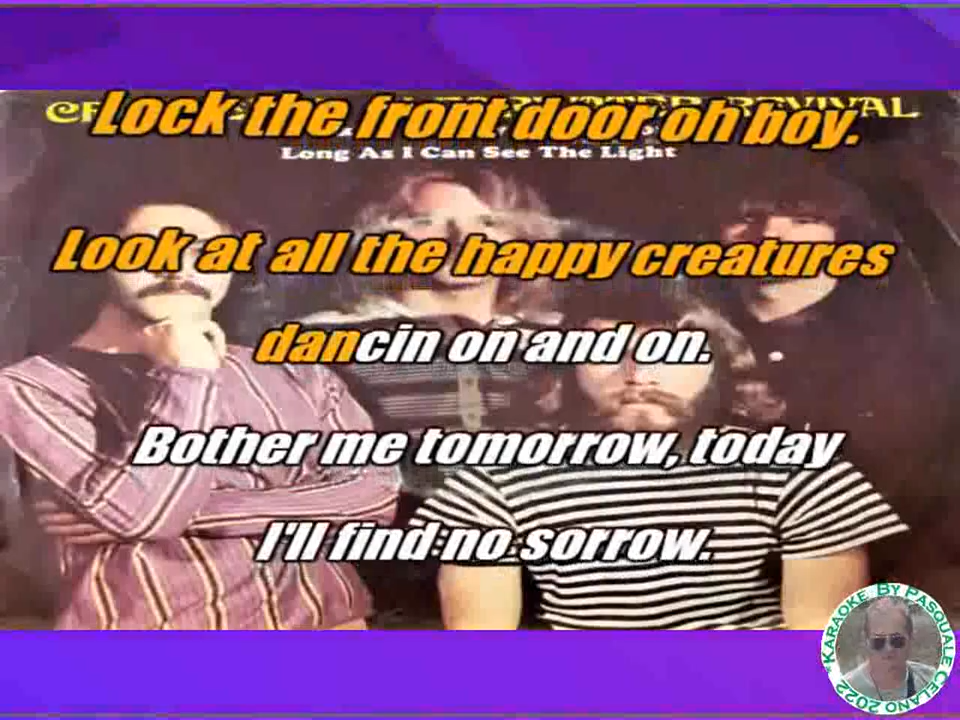 REVIVAL
Lock the front door oh boy.
Long As I Can See The Light
Look at all the happy creatures
dancin on and on.
Bother me tomorrow, today
I'll find no sorrow.
Karaoke By Pasquale Celano 2022